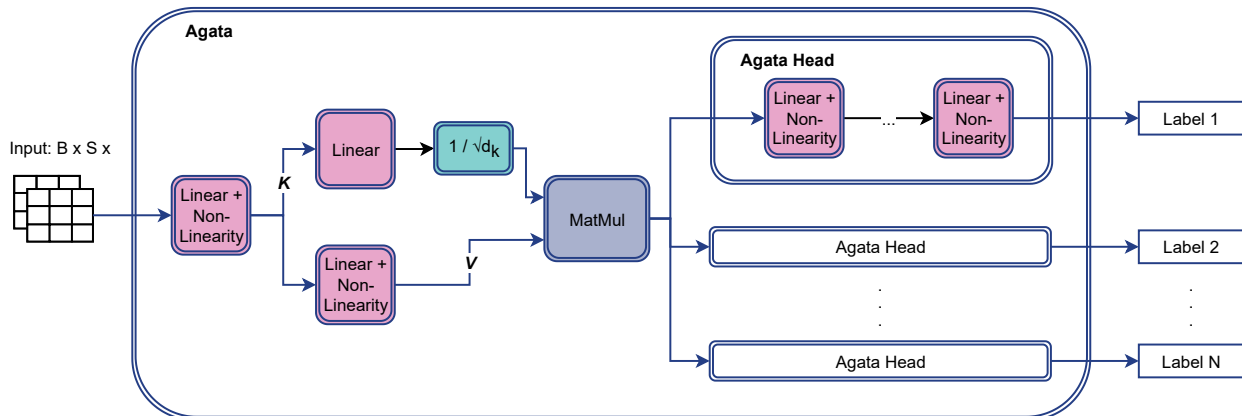 Agata
Agata Head
Linear +
Non-
Linearity
...
Linear +
Non-
Linearity
Label 1
Input: B x S x
Linear
1 / √dk
K
Linear +
Non-
Linearity
MatMul
Agata Head
Label 2
V
Linear +
Non-
Linearity
.
.
.
.
.
.
Agata Head
Label N